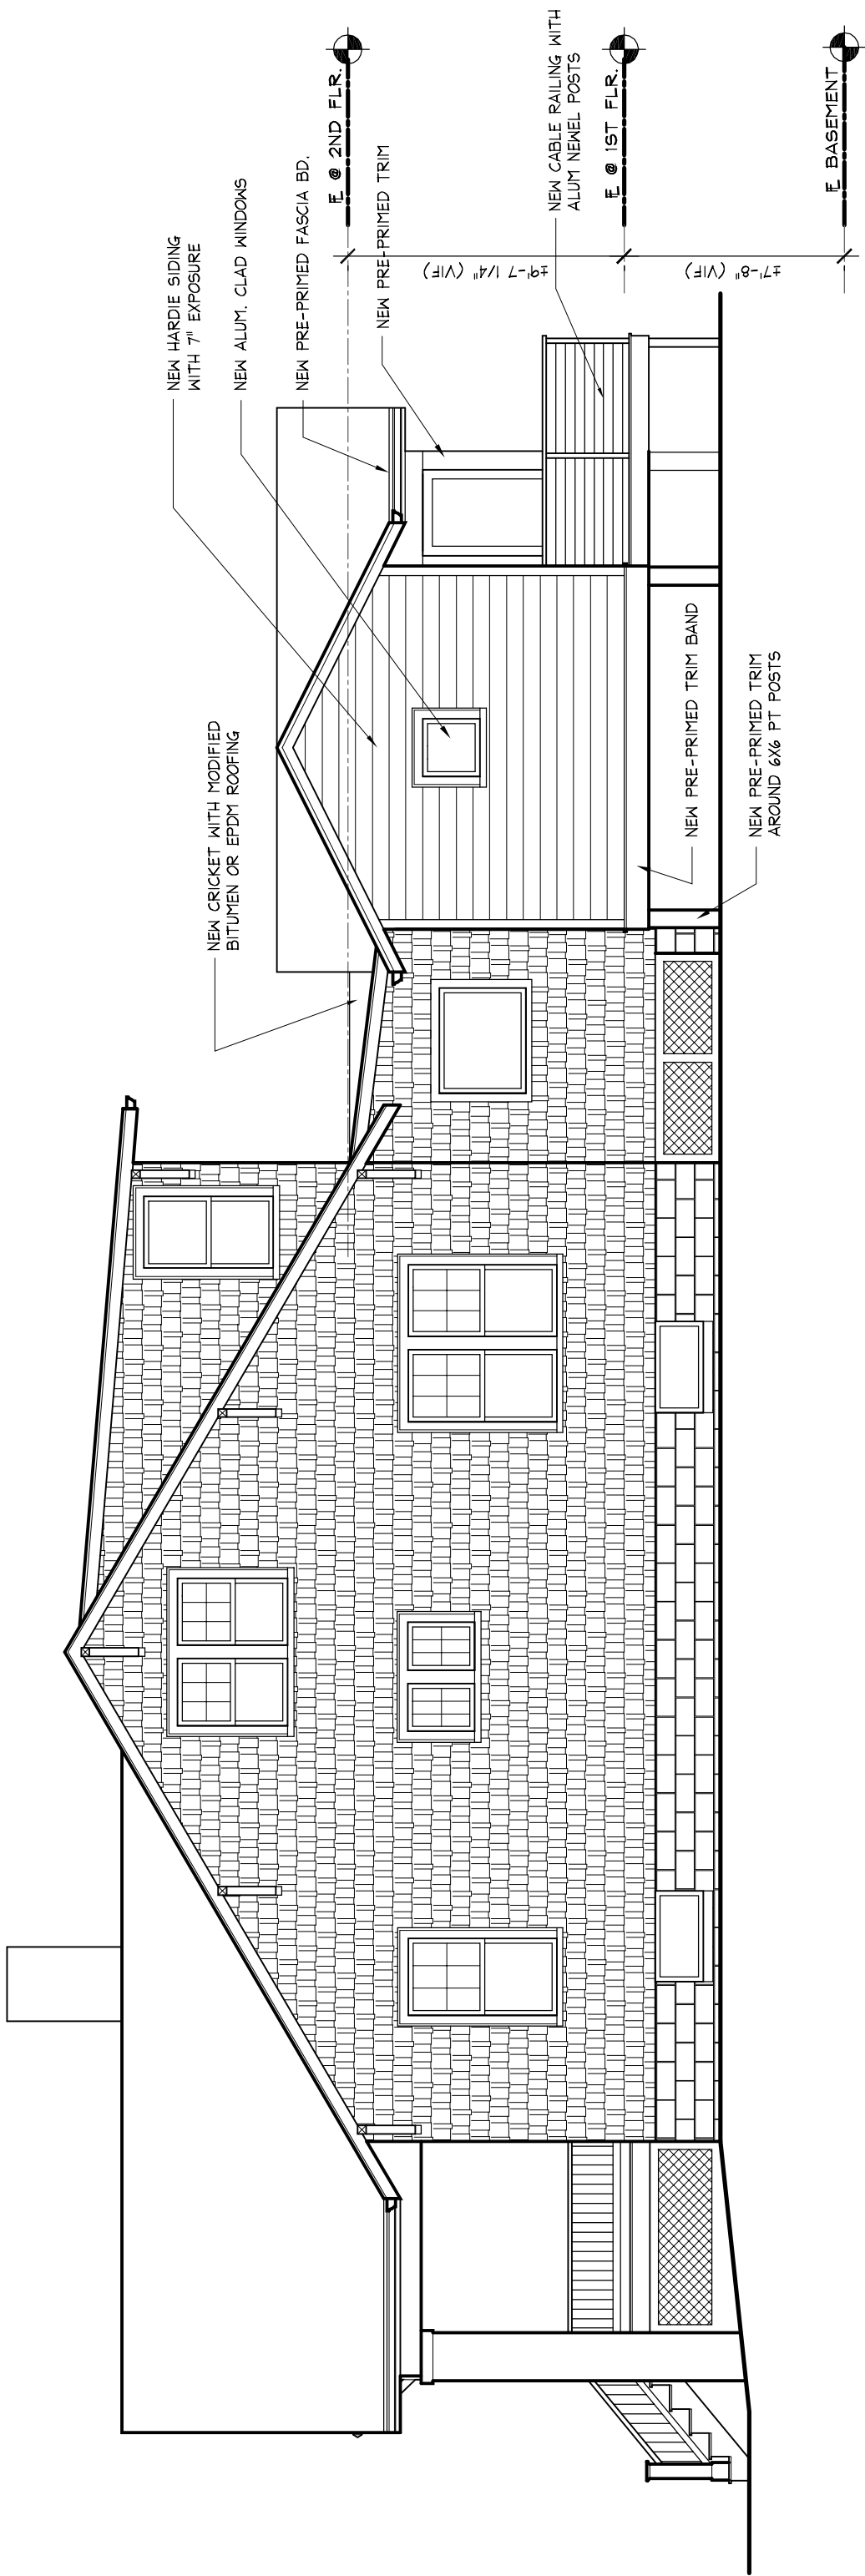 NEW CRICKET WITH MODIFIED
BITUMEN OR EPDM ROOFING
NEW HARDIE SIDING
WITH 7" EXPOSURE
NEW ALUM. CLAD WINDOWS
NEW PRE-PRIMED FASCIA BD.
NEW PRE-PRIMED TRIM
NEW CABLE RAILING WITH
ALUM NEWEL POSTS
NEW PRE-PRIMED TRIM BAND
NEW PRE-PRIMED TRIM
AROUND 6X6 PT POSTS
FL @ 2ND FLR.
±9'-7 1/4" (VIF)
FL @ 1ST FLR.
±7'-8" (VIF)
FL BASEMENT